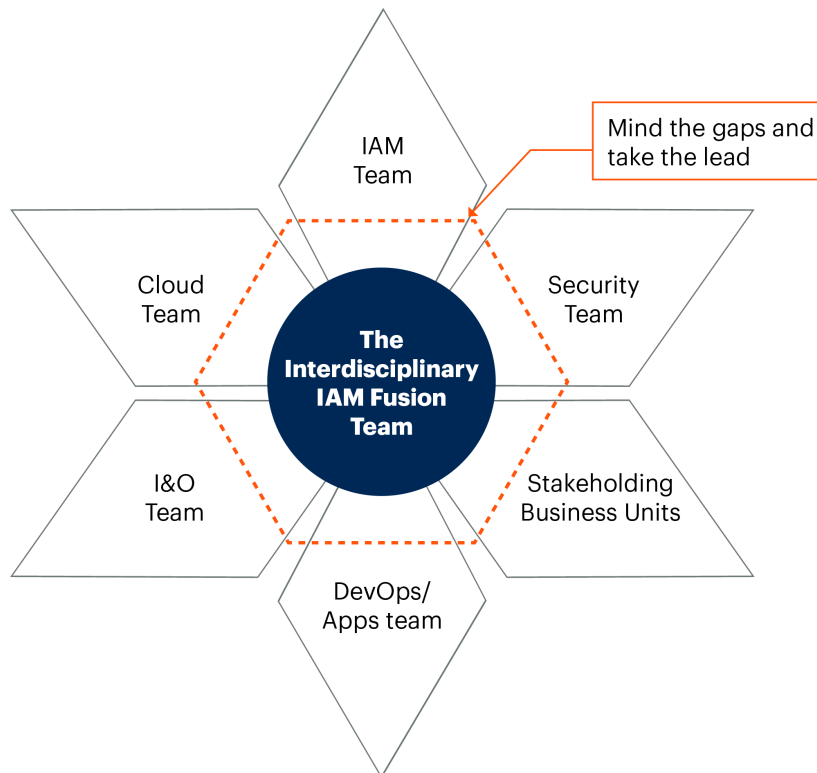 IAM
Team
Mind the gaps and
take the lead
Cloud
Team
Security
Team
The
Interdisciplinary
IAM Fusion
Team
I&O
Team
Stakeholding
Business Units
DevOps/
Apps team